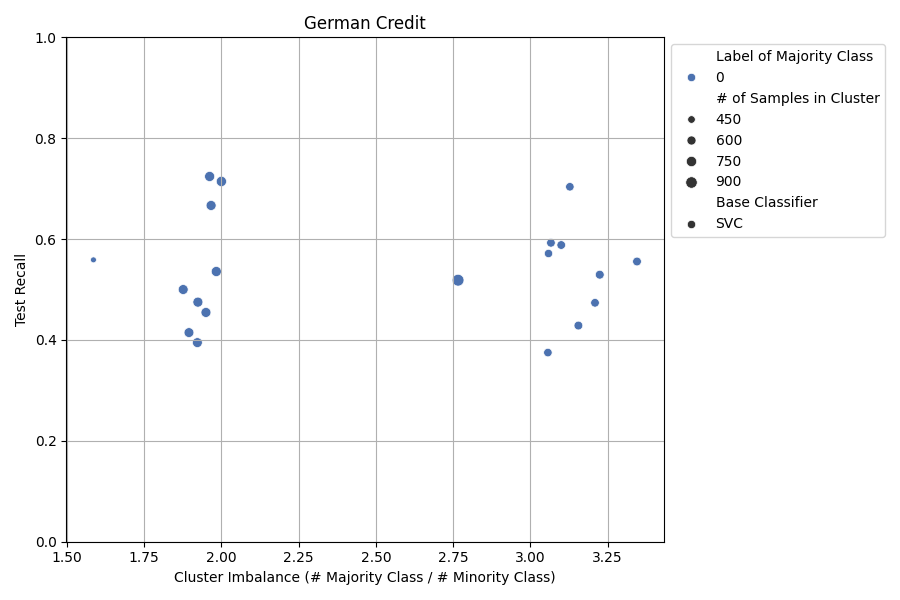 German Credit
1.0
0.8
0.6
0.4
0.2
0.0
Test Recall
1.50 1.75 2.00 2.25 2.50 2.75 3.00 3.25
Cluster Imbalance (# Majority Class / # Minority Class)
Label of Majority Class
0
# of Samples in Cluster
450
600
750
900
Base Classifier
SVC